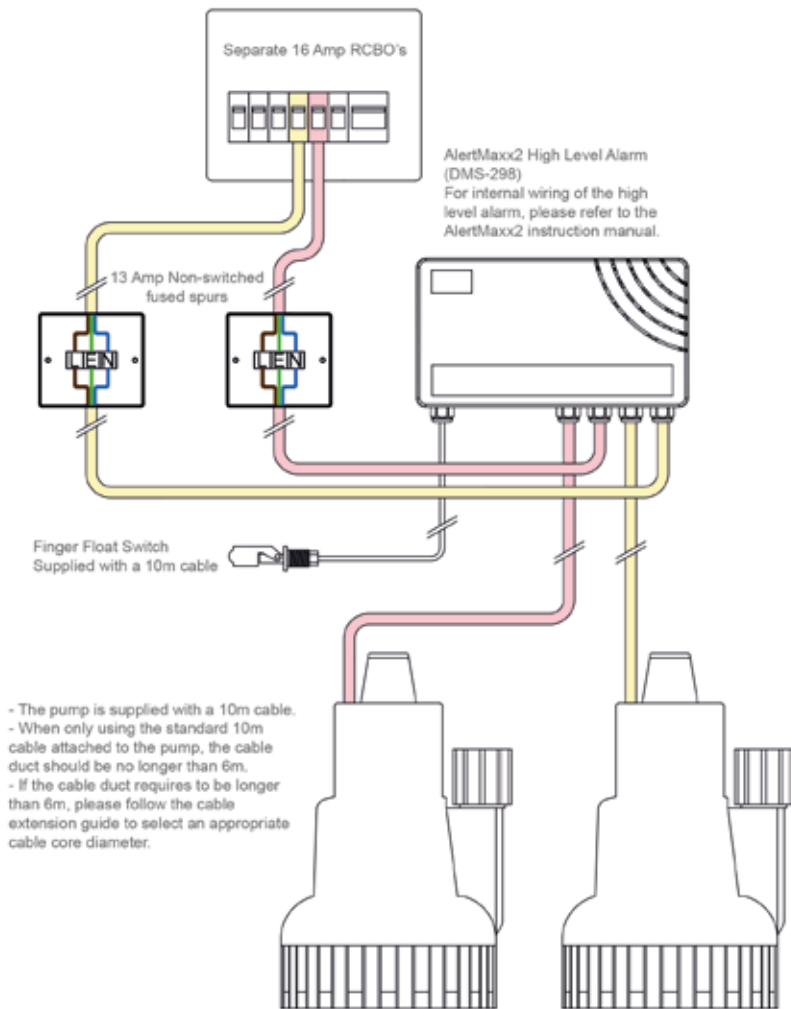 Separate 16 Amp RCBO's
AlertMaxx2 High Level Alarm
(DMS-298)
For internal wiring of the high
level alarm, please refer to the
AlertMaxx2 instruction manual.
13 Amp Non-switched
fused spurs
L E N
L E N
Finger Float Switch
Supplied with a 10m cable
- The pump is supplied with a 10m cable.
- When only using the standard 10m
cable attached to the pump, the cable
duct should be no longer than 6m.
- If the cable duct requires to be longer
than 6m, please follow the cable
extension guide to select an appropriate
cable core diameter.